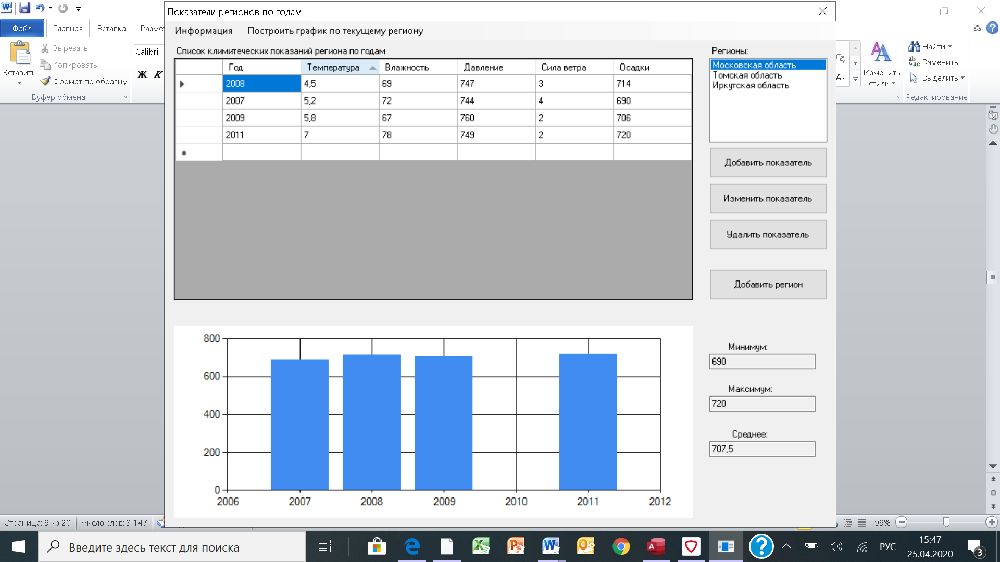 Показатели регионов по годам
Файл
Главная
Вставка
Разме
Информация
Построить график по текущему региону
Вставить
Вырезать
Копировать
Формат по образцу
Буфер обмена
Calibri
Ж К
Список климитеческих показаний региона по годам
Год Температура Влажность Давление Сила ветра Осадки
2008 4,5 69 747 3 714
2007 5,2 72 744 4 690
2009 5,8 67 760 2 706
2011 7 78 749 2 720
Регионы:
Московская область
Томская область
Иркутская область
Добавить показатель
Изменить показатель
Удалить показатель
Добавить регион
Изменить
стили
Найти
Заменить
Выделить
Редактирование
800
600
400
200
0
2006 2007 2008 2009 2010 2011 2012
Минимум:
690
Максимум:
720
Среднее:
707,5
Страница: 9 из 20
Число слов: 3 147
99%
Введите здесь текст для поиска
РУС
15:47
25.04.2020
3